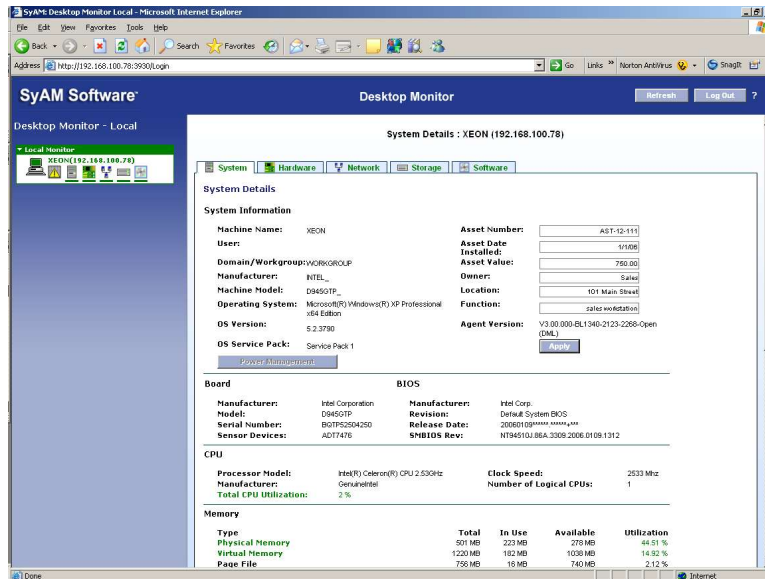 SyAM: Desktop Monitor Local - Microsoft Internet Explorer
File Edit View Favorites Tools Help
Back Search Favorites
Address http://192.168.100.78:3930/Login Go Links » Norton AntiVirus SnagIt
SyAM Software Desktop Monitor Refresh Log Out ?
Desktop Monitor - Local
System Details : XEON (192.168.100.78)
Local Monitor
XEON(192.168.100.78)
System Hardware Network Storage Software
System Details
System Information
Machine Name: XEON Asset Number: AST-12-111
User: Asset Date Installed: 1/1/06
Domain/Workgroup: WORKGROUP Asset Value: 750.00
Manufacturer: INTEL_ Owner: Sales
Machine Model: D945GTP_ Location: 101 Main Street
Operating System: Microsoft(R) Windows(R) XP Professional x64 Edition Function: sales workstation
OS Version: 5.2.3790 Agent Version: V3.00.000-BL1340-2123-2268-Open (DML)
OS Service Pack: Service Pack 1 Apply
Power Management
Board BIOS
Manufacturer: Intel Corporation Manufacturer: Intel Corp.
Model: D945GTP Revision: Default System BIOS
Serial Number: BQTP52504250 Release Date: 20060109******.******+***
Sensor Devices: ADT7476 SMBIOS Rev: NT94510J.86A.3309.2006.0109.1312
CPU
Processor Model: Intel(R) Celeron(R) CPU 2.53GHz Clock Speed: 2533 Mhz
Manufacturer: GenuineIntel Number of Logical CPUs: 1
Total CPU Utilization: 2 %
Memory
Type Total In Use Available Utilization
Physical Memory 501 MB 223 MB 278 MB 44.51 %
Virtual Memory 1220 MB 182 MB 1038 MB 14.92 %
Page File 756 MB 16 MB 740 MB 2.12 %
Done Internet